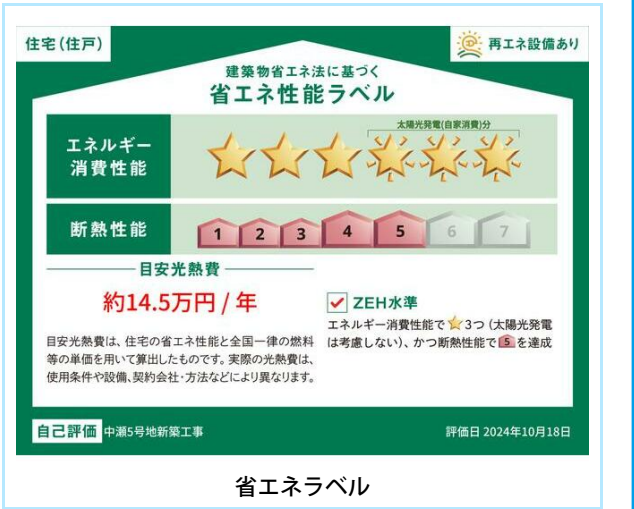 住宅(住戸)
再エネ設備あり
建築物省エネ法に基づく
省エネ性能ラベル
エネルギー
消費性能
太陽光発電(自家消費)分
断熱性能
1 2 3 4 5 6 7
目安光熱費
約14.5万円 / 年
目安光熱費は、住宅の省エネ性能と全国一律の燃料
等の単価を用いて算出したものです。実際の光熱費は、
使用条件や設備、契約会社・方法などにより異なります。
ZEH水準
エネルギー消費性能で3つ(太陽光発電
は考慮しない)、かつ断熱性能で5を達成
自己評価 中瀬5号地新築工事
評価日 2024年10月18日
省エネラベル